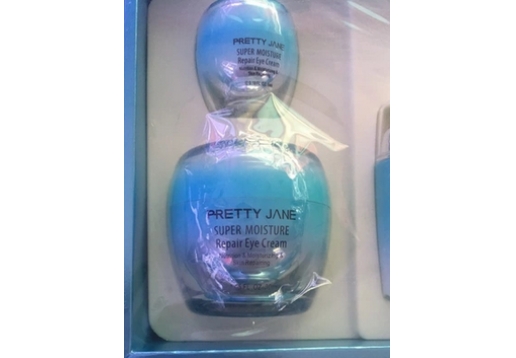 PRETTY JANE
SUPER MOISTURE
Repair Eye Cream
PRETTY JANE
SUPER MOISTURE
Repair Eye Cream